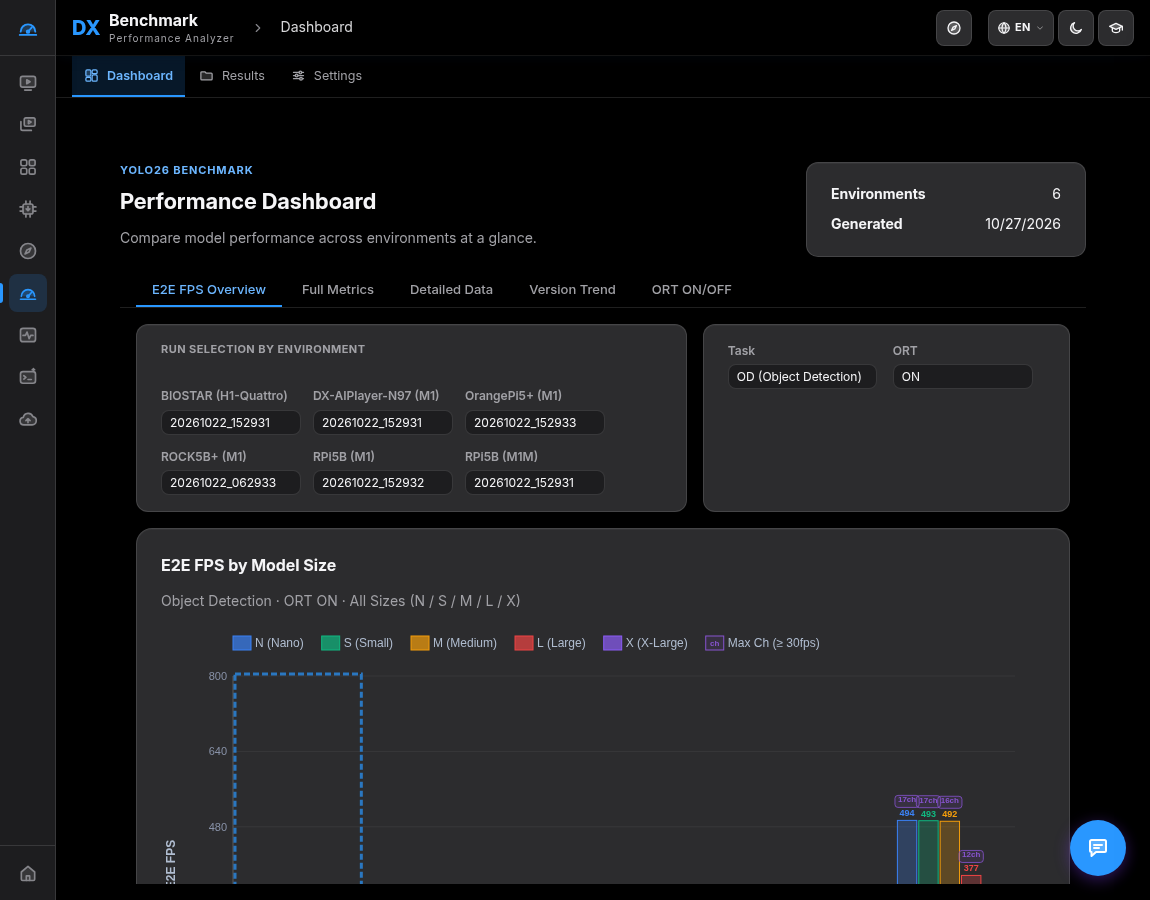 DX Benchmark
Performance Analyzer
Dashboard
EN
Dashboard
Results
Settings
YOLO26 BENCHMARK
Performance Dashboard
Compare model performance across environments at a glance.
Environments 6
Generated 10/27/2026
E2E FPS Overview
Full Metrics
Detailed Data
Version Trend
ORT ON/OFF
RUN SELECTION BY ENVIRONMENT
BIOSTAR (H1-Quattro) DX-AIPlayer-N97 (M1) OrangePi5+ (M1)
20261022_152931 20261022_152931 20261022_152933
ROCK5B+ (M1) RPi5B (M1) RPi5B (M1M)
20261022_062933 20261022_152932 20261022_152931
Task ORT
OD (Object Detection) ON
E2E FPS by Model Size
Object Detection · ORT ON · All Sizes (N / S / M / L / X)
N (Nano) S (Small) M (Medium) L (Large) X (X-Large) ch Max Ch (≥ 30fps)
800
640
480
E2E FPS
17ch 17ch 16ch
494 493 492
12ch
377